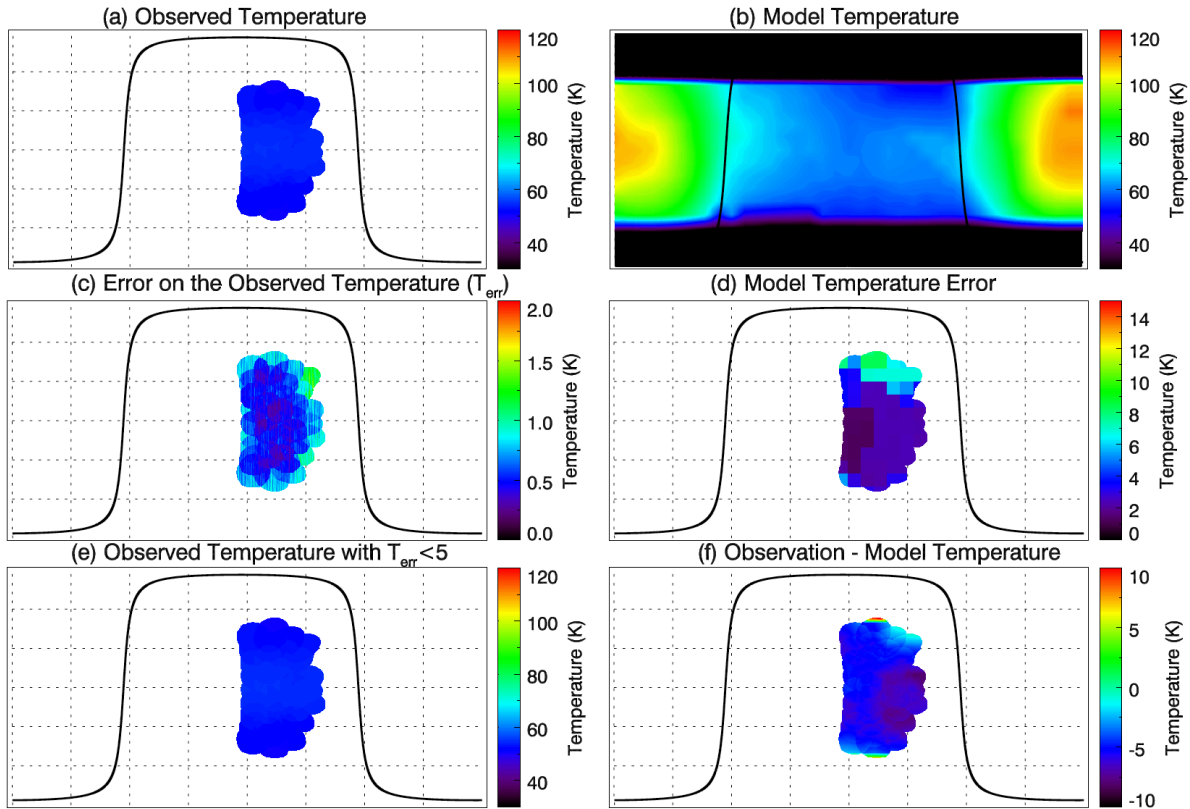 (a) Observed Temperature
120
100
80
60
40
Temperature (K)
(b) Model Temperature
120
100
80
60
40
Temperature (K)
(c) Error on the Observed Temperature (T_err)
2.0
1.5
1.0
0.5
0.0
Temperature (K)
(d) Model Temperature Error
14
12
10
8
6
4
2
0
Temperature (K)
(e) Observed Temperature with T_err<5
120
100
80
60
40
Temperature (K)
(f) Observation - Model Temperature
10
5
0
-5
-10
Temperature (K)